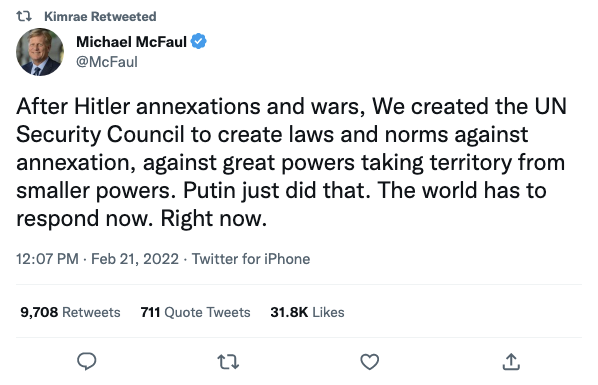 Kimrae Retweeted
Michael McFaul
@McFaul
After Hitler annexations and wars, We created the UN
Security Council to create laws and norms against
annexation, against great powers taking territory from
smaller powers. Putin just did that. The world has to
respond now. Right now.
12:07 PM · Feb 21, 2022 · Twitter for iPhone
9,708 Retweets 711 Quote Tweets 31.8K Likes